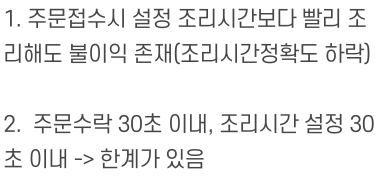 1. 주문접수시 설정 조리시간보다 빨리 조
리해도 불이익 존재(조리시간정확도 하락)
2.  주문수락 30초 이내, 조리시간 설정 30
초 이내 -> 한계가 있음